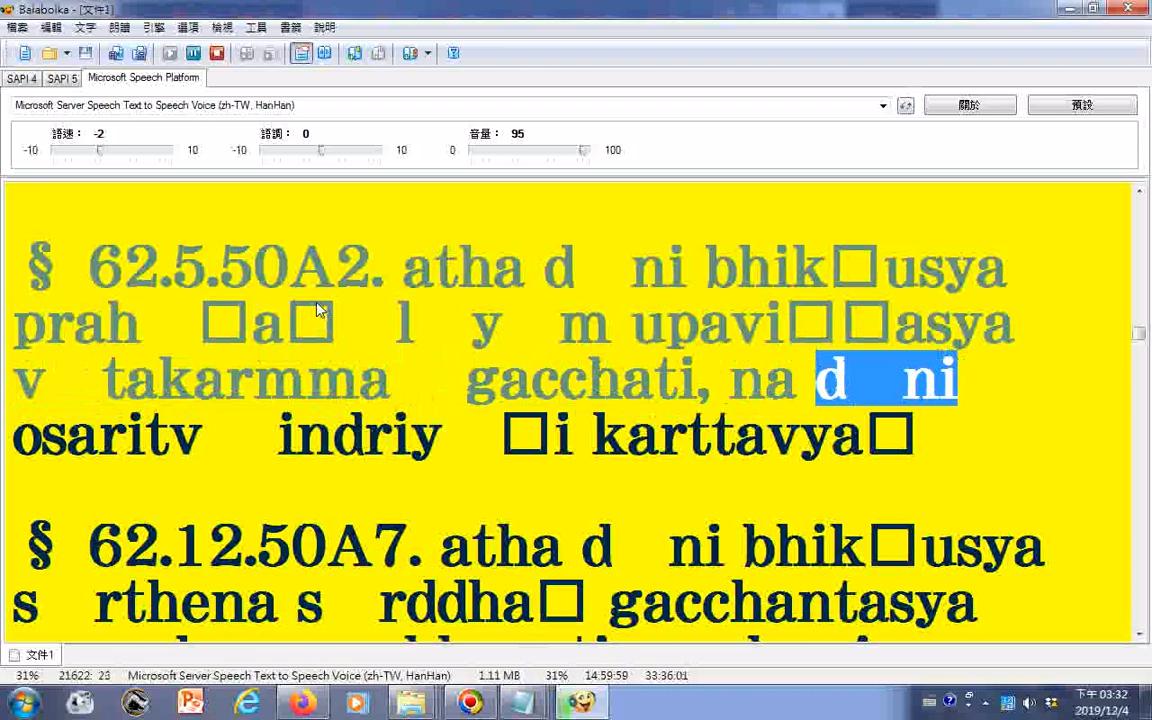 Balabolka - [文件1]
檔案 編輯 文字 朗讀 引擎 選項 檢視 工具 書籤 說明
SAPI 4 SAPI 5 Microsoft Speech Platform
Microsoft Server Speech Text to Speech Voice (zh-TW, HanHan) 關於 預設
語速： -2 語調： 0 音量： 95
-10 10 -10 10 0 100
§ 62.5.50A2. atha d ni bhik□usya
prah □a□ l y m upavi□□asya
v takarmma gacchati, na d ni
osaritv indriy □i karttavya□
§ 62.12.50A7. atha d ni bhik□usya
s rthena s rddha□ gacchantasya
文件1
31% 21622: 23 Microsoft Server Speech Text to Speech Voice (zh-TW, HanHan) 1.11 MB 31% 14:59:59 33:36:01
下午 03:32
2019/12/4